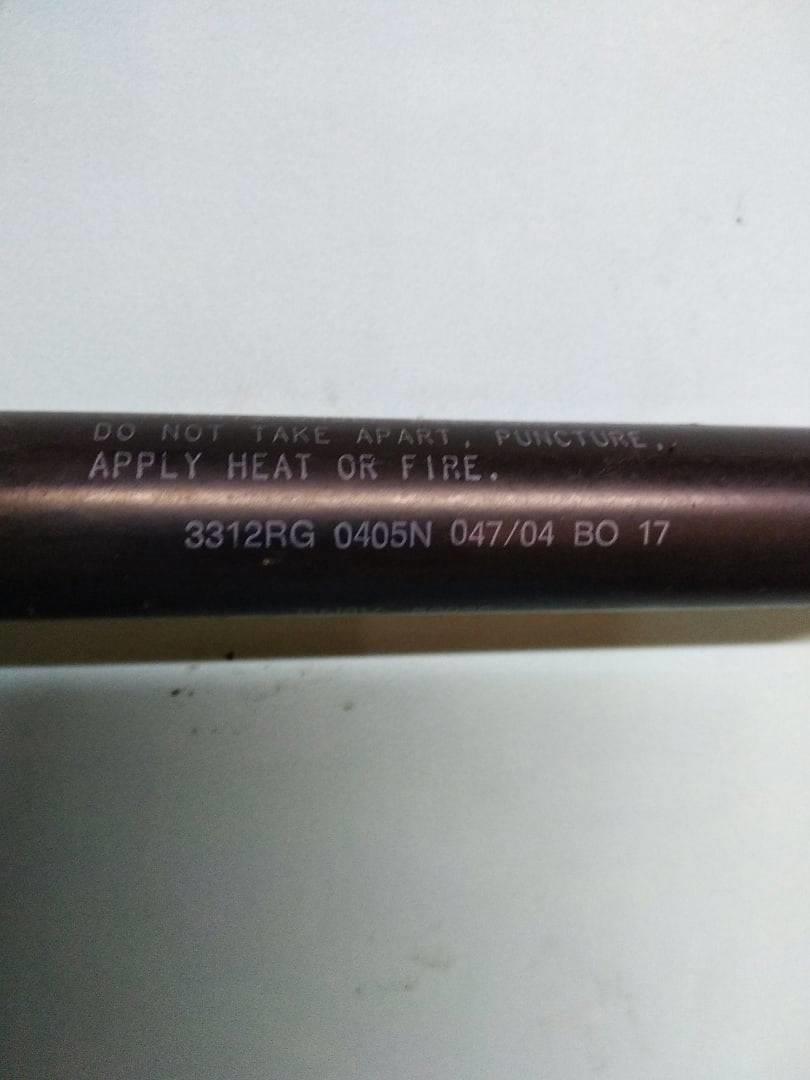 DO NOT TAKE APART, PUNCTURE,
APPLY HEAT OR FIRE.
3312RG 0405N 047/04 BO 17